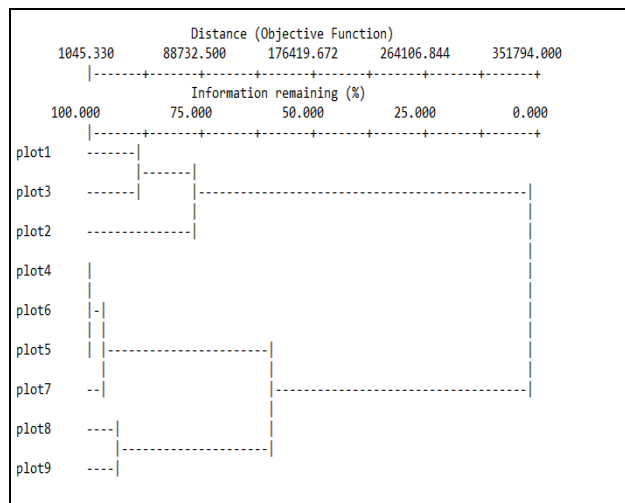 Distance (Objective Function)
1045.330 88732.500 176419.672 264106.844 351794.000
Information remaining (%)
100.000 75.000 50.000 25.000 0.000
plot1
plot3
plot2
plot4
plot6
plot5
plot7
plot8
plot9